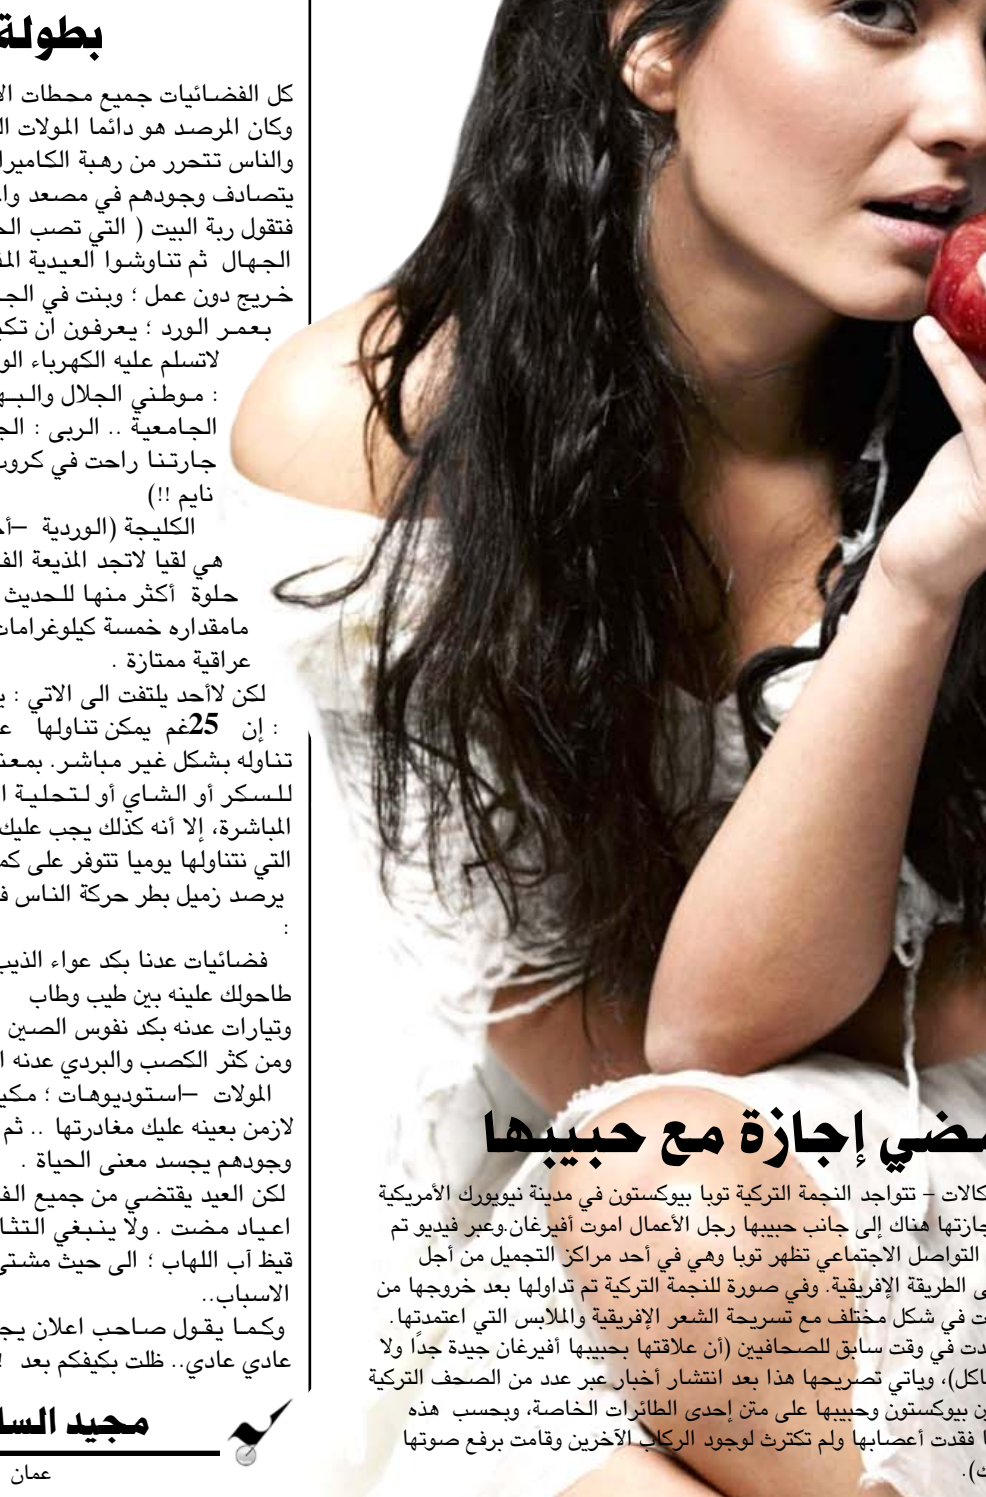 مضي إجازة مع حبيبها
كالات – تتواجد النجمة التركية توبا بيوكستون في مدينة نيويورك الأمريكية
جازتها هناك إلى جانب حبيبها رجل الأعمال اموت أفيرغان.وعبر فيديو تم
التواصل الاجتماعي تظهر توبا وهي في أحد مراكز التجميل من أجل
ى الطريقة الإفريقية. وفي صورة للنجمة التركية تم تداولها بعد خروجها من
ت في شكل مختلف مع تسريحة الشعر الإفريقية والملابس التي اعتمدتها.
دت في وقت سابق للصحافيين (أن علاقتها بحبيبها أفيرغان جيدة جداً ولا
اكل)، وياتي تصريحها هذا بعد انتشار أخبار عبر عدد من الصحف التركية
ن بيوكستون وحبيبها على متن إحدى الطائرات الخاصة، وبحسب هذه
ا فقدت أعصابها ولم تكترث لوجود الركاب الآخرين وقامت برفع صوتها
ك).
بطولة
كل الفضائيات جميع محطات الا
وكان المرصد هو دائما المولات ال
والناس تتحرر من رهبة الكاميرا
يتصادف وجودهم في مصعد وا
فتقول ربة البيت ( التي تصب الح
الجهال ثم تناوشوا العيدية الم
خريج دون عمل ؛ وبنت في الج
بعمر الورد ؛ يعرفون ان تك
لاتسلم عليه الكهرباء الو
: موطني الجلال والبه
الجامعية .. الربى : الج
جارتنا راحت في كروب
نايم !!)
الكليجة (الوردية –أح
هي لقيا لاتجد المذيعة الف
حلوة أكثر منها للحديث
مامقداره خمسة كيلوغرامات
عراقية ممتازة .
لكن لاأحد يلتفت الى الاتي : ي
: إن 25غم يمكن تناولها ع
تناوله بشكل غير مباشر. بمعن
للسكر أو الشاي أو لتحلية ا
المباشرة، إلا أنه كذلك يجب عليك
التي نتناولها يوميا تتوفر على كم
يرصد زميل بطر حركة الناس ف
:
فضائيات عدنا بكد عواء الذيب
طاحولك علينه بين طيب وطاب
وتيارات عدنه بكد نفوس الصين
ومن كثر الكصب والبردي عدنه ا
المولات –استوديوهات ؛ مكي
لازمن بعينه عليك مغادرتها .. ثم
وجودهم يجسد معنى الحياة .
لكن العيد يقتضي من جميع الف
اعياد مضت . ولا ينبغي التثا
قيظ آب اللهاب ؛ الى حيث مشتى
الاسباب..
وكما يقول صاحب اعلان يج
عادي عادي.. ظلت بكيفكم بعد !
مجيد السا
عمان